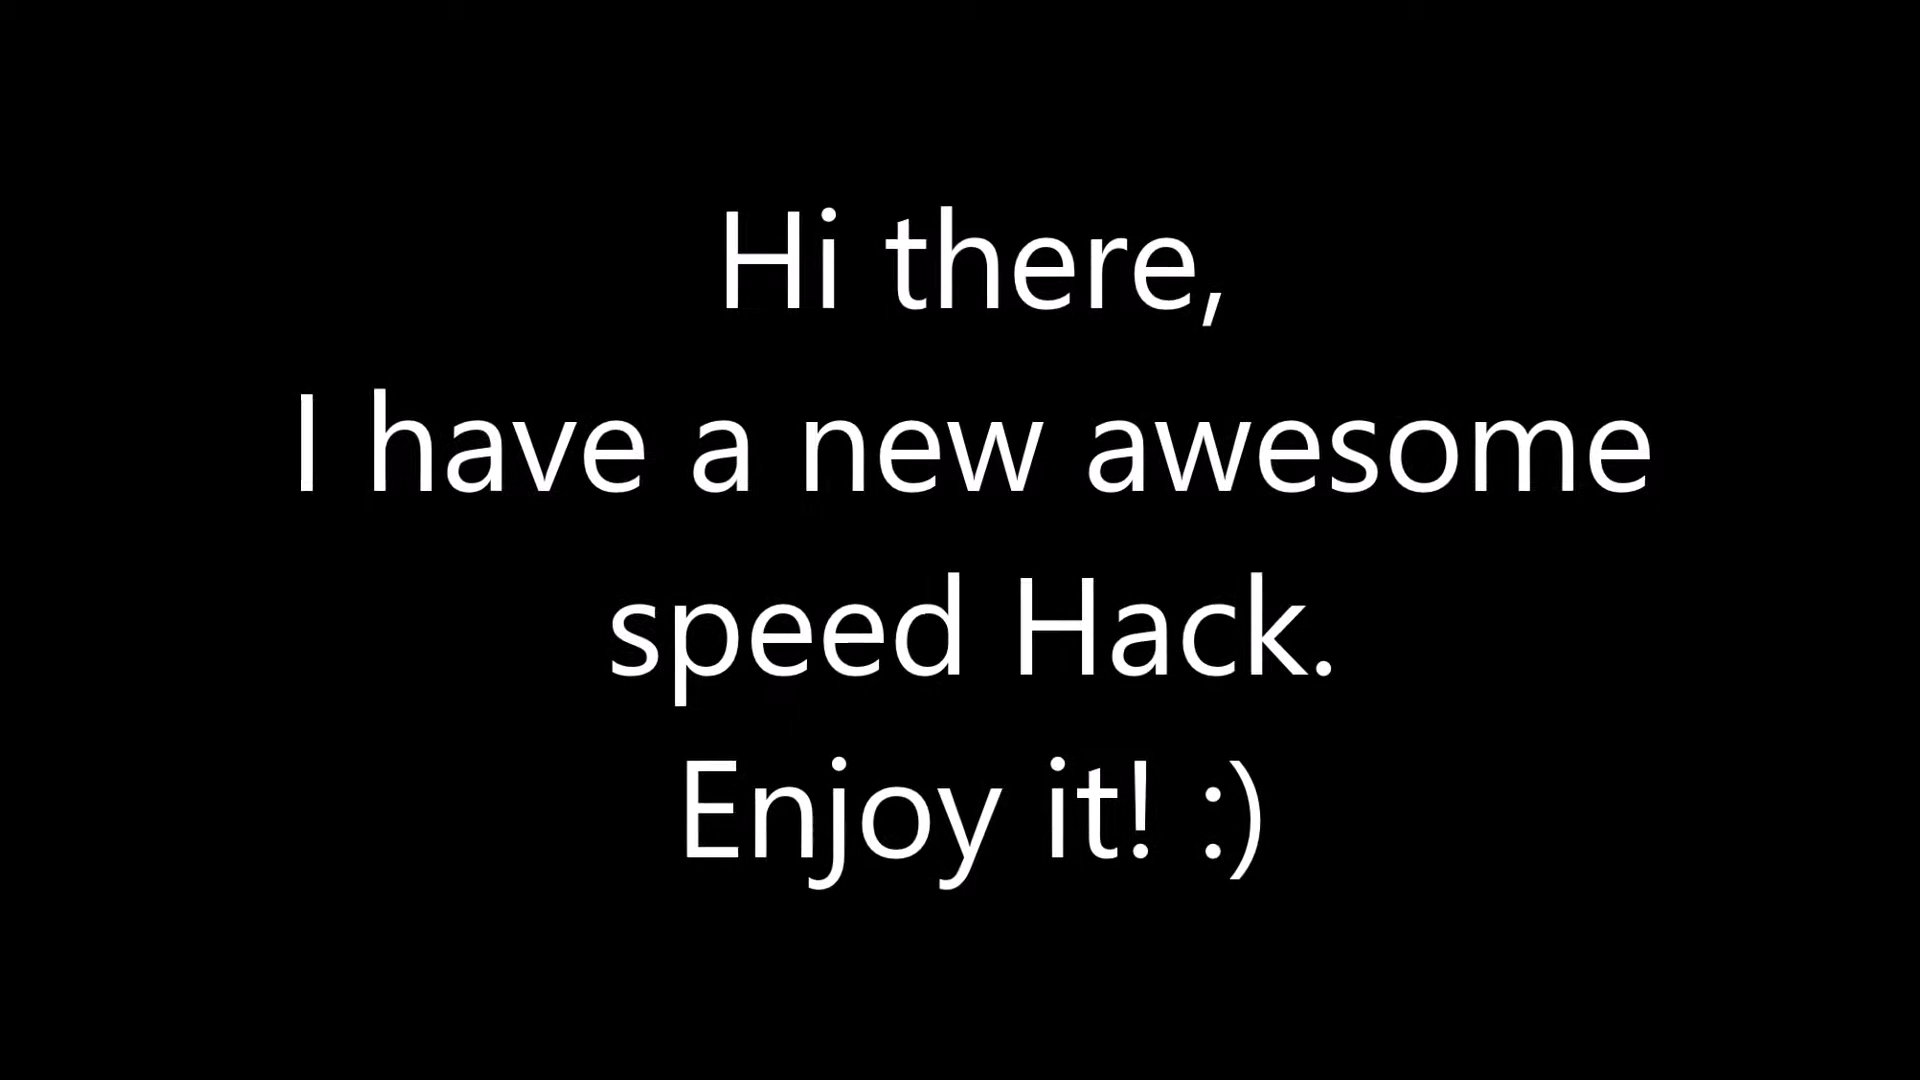 Hi there,
I have a new awesome
speed Hack.
Enjoy it! :)